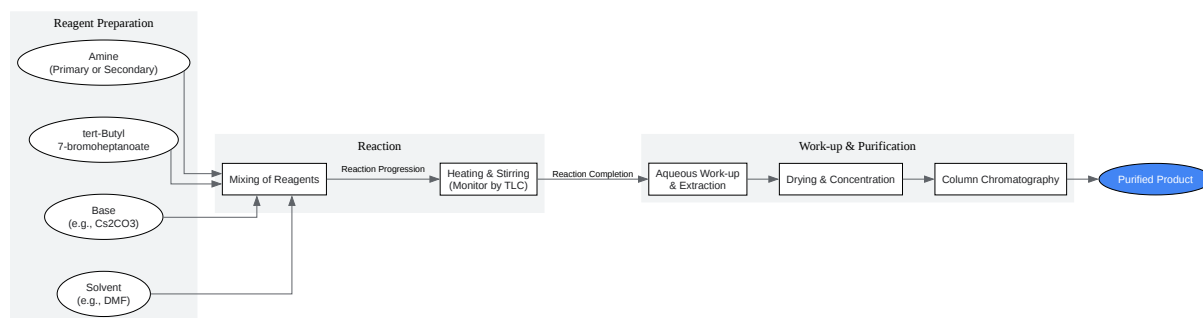 Reagent Preparation
Amine
(Primary or Secondary)
tert-Butyl
7-bromoheptanoate
Base
(e.g., Cs2CO3)
Solvent
(e.g., DMF)
Reaction
Mixing of Reagents
Reaction Progression
Heating & Stirring
(Monitor by TLC)
Reaction Completion
Work-up & Purification
Aqueous Work-up
& Extraction
Drying & Concentration
Column Chromatography
Purified Product